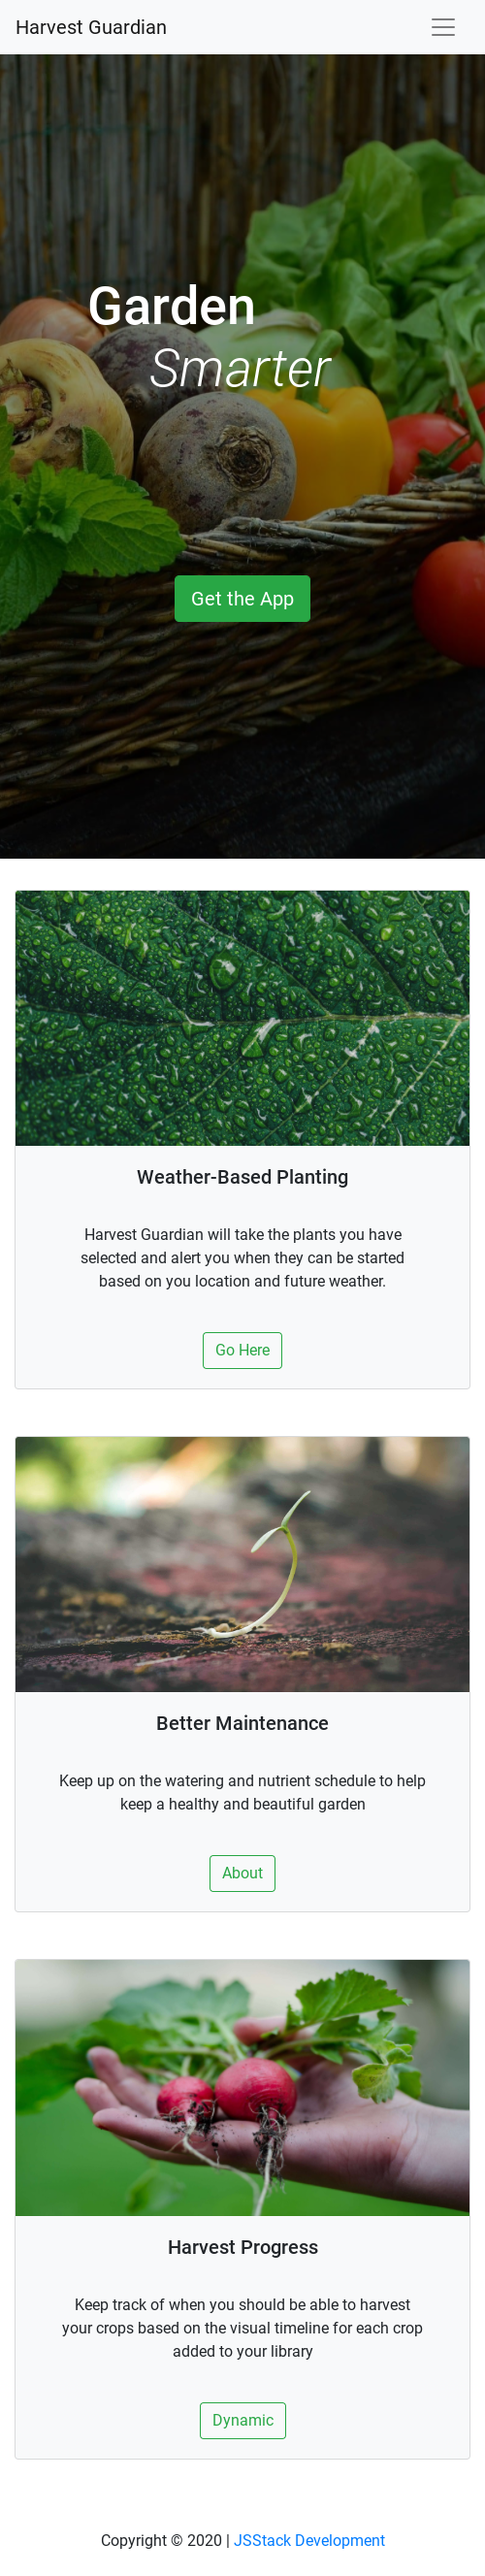 Harvest Guardian
Garden
Smarter
Get the App
Weather-Based Planting
Harvest Guardian will take the plants you have
selected and alert you when they can be started
based on you location and future weather.
Go Here
Better Maintenance
Keep up on the watering and nutrient schedule to help
keep a healthy and beautiful garden
About
Harvest Progress
Keep track of when you should be able to harvest
your crops based on the visual timeline for each crop
added to your library
Dynamic
Copyright © 2020 | JSStack Development